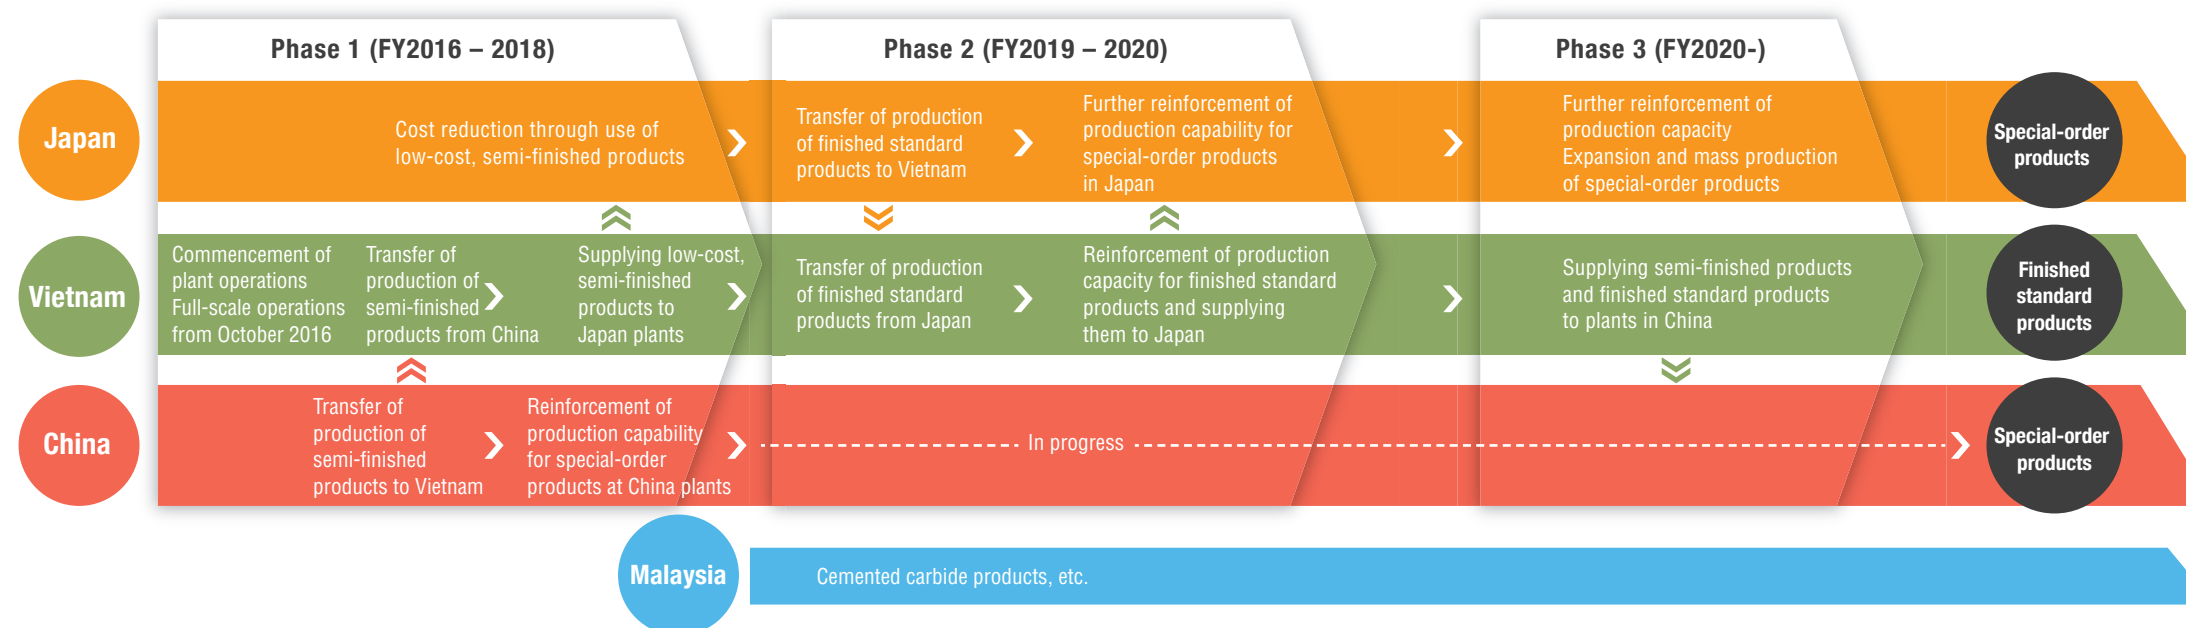 Phase 1 (FY2016 – 2018)
Phase 2 (FY2019 – 2020)
Phase 3 (FY2020-)
Japan
Cost reduction through use of
low-cost, semi-finished products
Transfer of production
of finished standard
products to Vietnam
Further reinforcement of
production capability for
special-order products
in Japan
Further reinforcement of
production capacity
Expansion and mass production
of special-order products
Special-order
products
Vietnam
Commencement of
plant operations
Full-scale operations
from October 2016
Transfer of
production of
semi-finished
products from China
Supplying low-cost,
semi-finished
products to
Japan plants
Transfer of production
of finished standard
products from Japan
Reinforcement of production
capacity for finished standard
products and supplying
them to Japan
Supplying semi-finished products
and finished standard products
to plants in China
Finished
standard
products
China
Transfer of
production of
semi-finished
products to Vietnam
Reinforcement of
production capability
for special-order
products at China plants
In progress
Special-order
products
Malaysia
Cemented carbide products, etc.